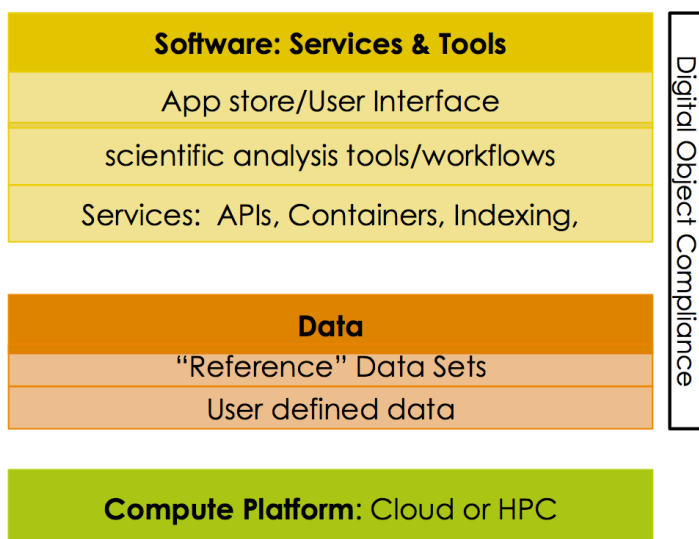 Software: Services & Tools
App store/User Interface
scientific analysis tools/workflows
Services:  APIs, Containers, Indexing,
Data
“Reference” Data Sets
User defined data
Compute Platform: Cloud or HPC
Digital Object Compliance